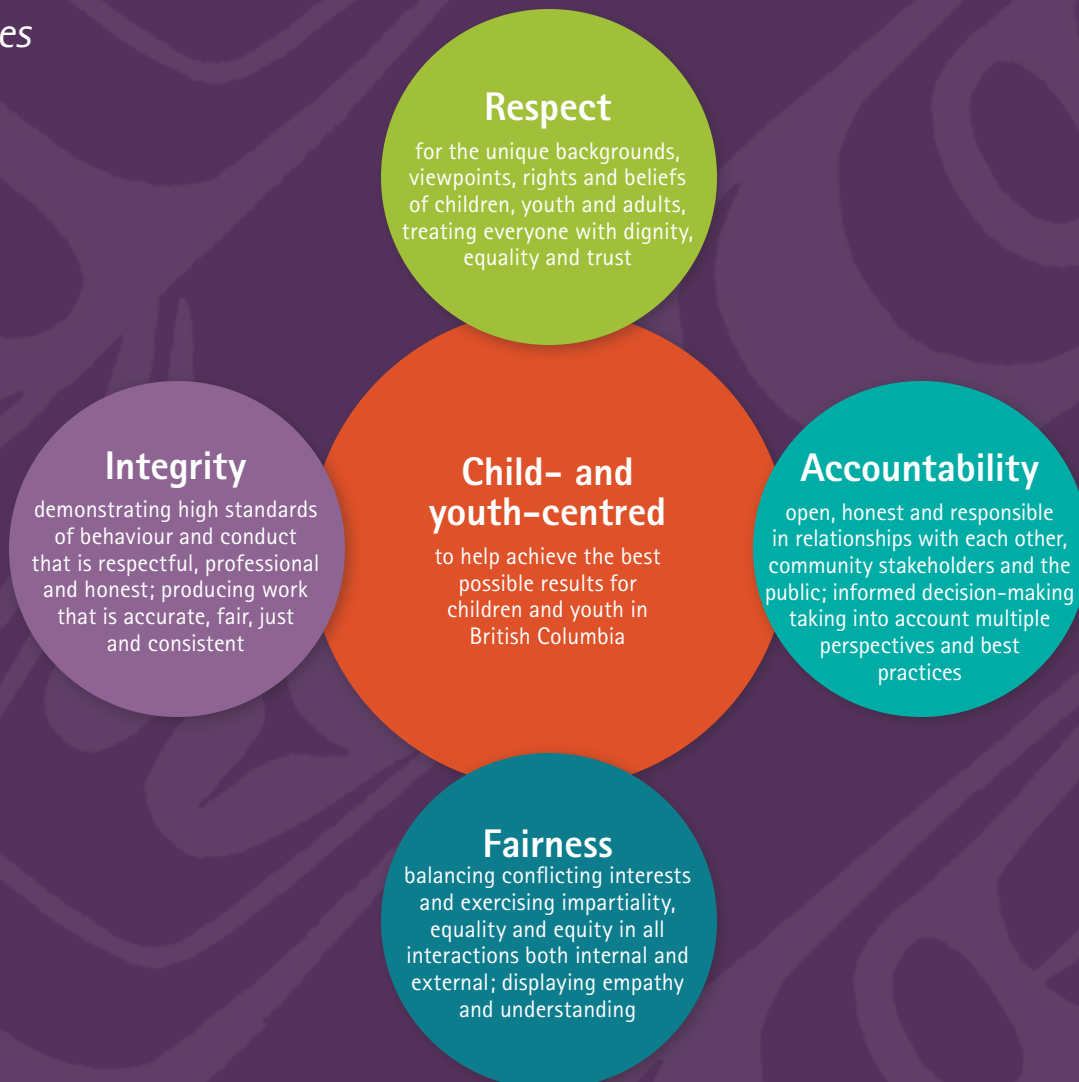 es
Respect
for the unique backgrounds,
viewpoints, rights and beliefs
of children, youth and adults,
treating everyone with dignity,
equality and trust
Integrity
demonstrating high standards
of behaviour and conduct
that is respectful, professional
and honest; producing work
that is accurate, fair, just
and consistent
Child- and
youth-centred
to help achieve the best
possible results for
children and youth in
British Columbia
Accountability
open, honest and responsible
in relationships with each other,
community stakeholders and the
public; informed decision-making
taking into account multiple
perspectives and best
practices
Fairness
balancing conflicting interests
and exercising impartiality,
equality and equity in all
interactions both internal and
external; displaying empathy
and understanding